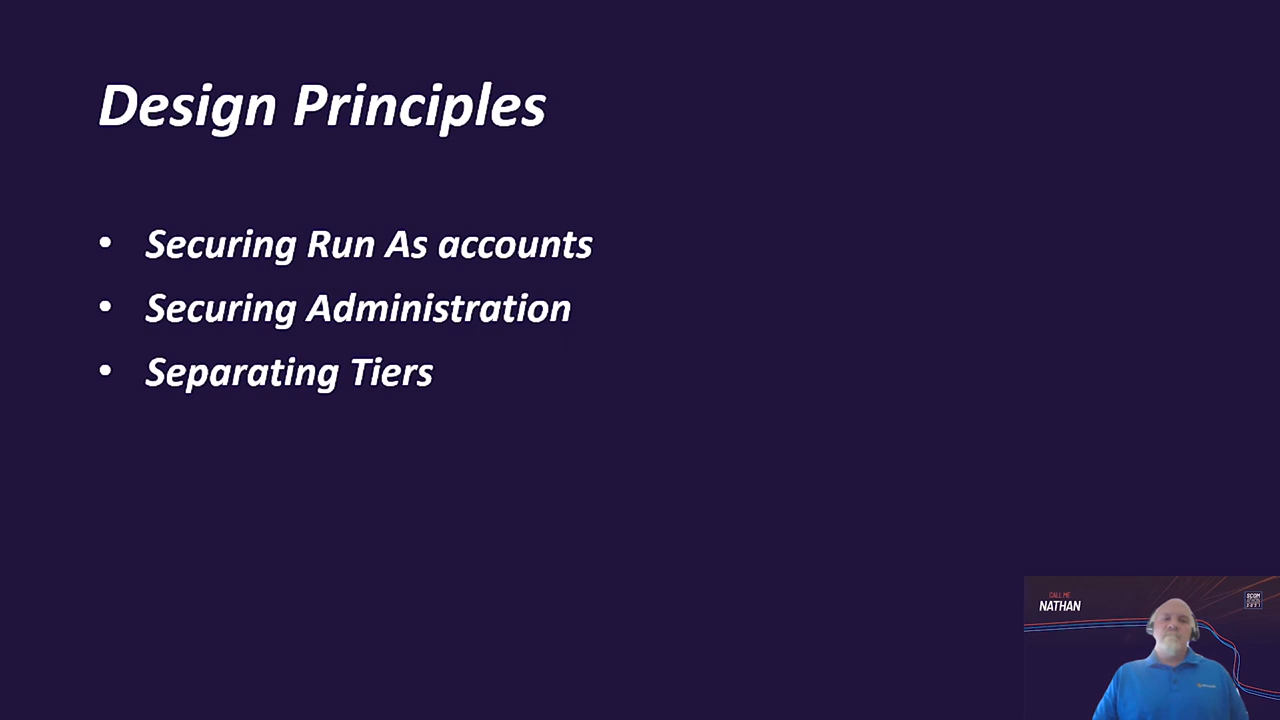 Design Principles
• Securing Run As accounts
• Securing Administration
• Separating Tiers
CALL ME
NATHAN
SCOM